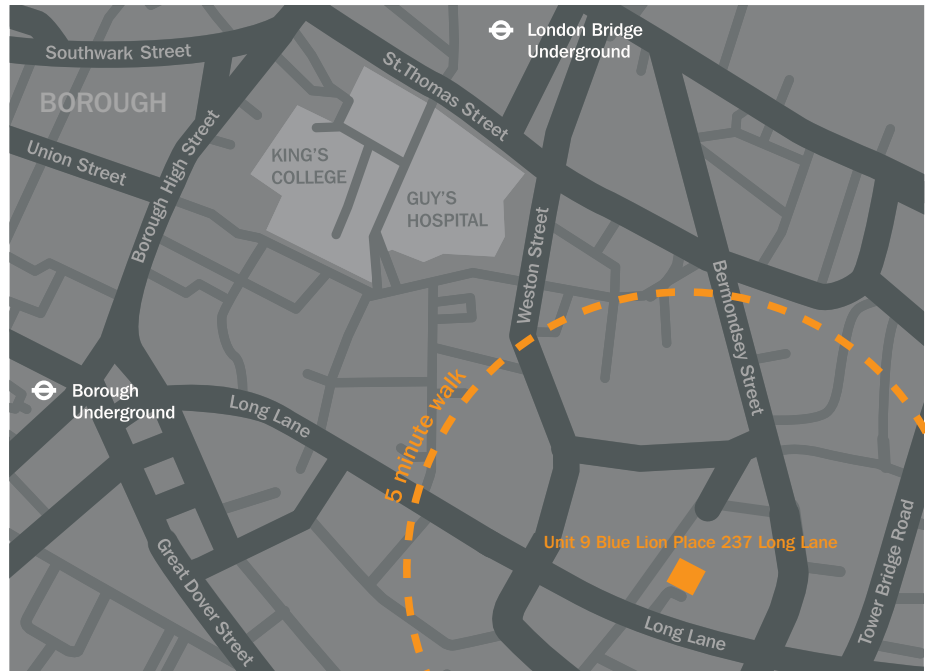 London Bridge
Underground
Southwark Street
St.Thomas Street
BOROUGH
Union Street
Borough High Street
KING'S
COLLEGE
GUY'S
HOSPITAL
Weston Street
Bermondsey Street
Borough
Underground
Long Lane
5 minute walk
Unit 9 Blue Lion Place 237 Long Lane
Great Dover Street
Tower Bridge Road
Long Lane